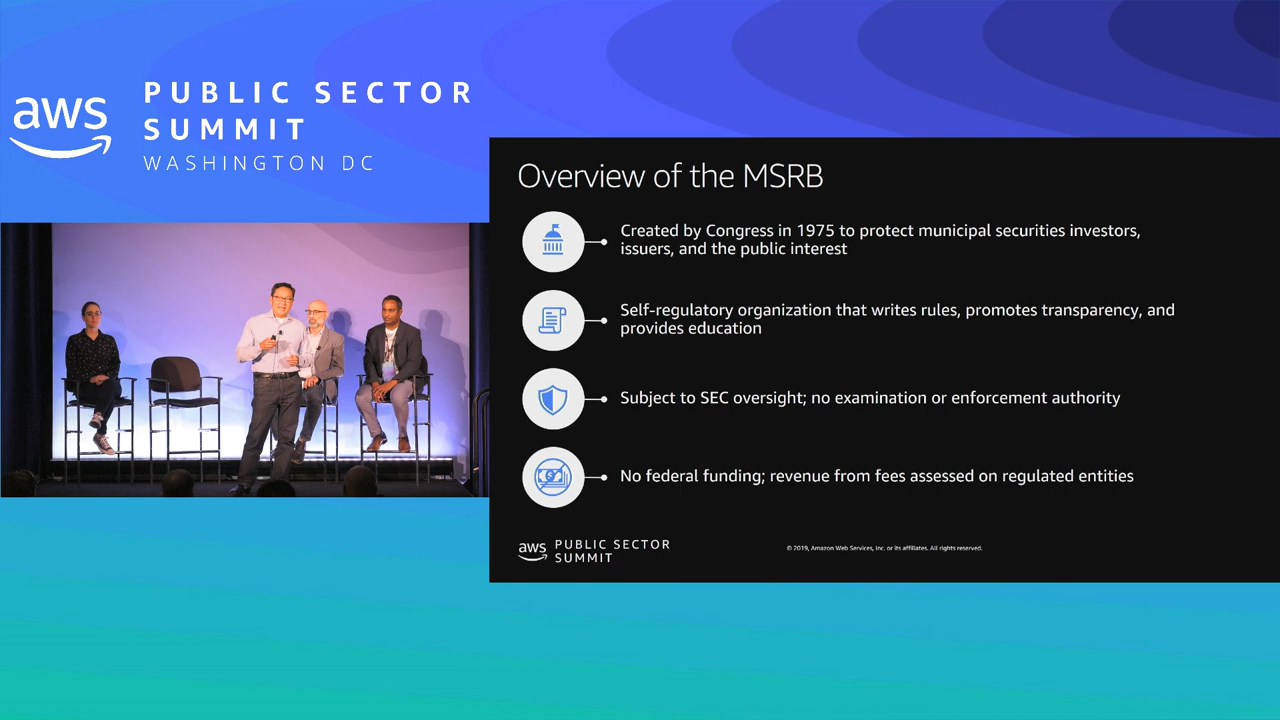 aws
PUBLIC SECTOR
SUMMIT
WASHINGTON DC
Overview of the MSRB
Created by Congress in 1975 to protect municipal securities investors,
issuers, and the public interest
Self-regulatory organization that writes rules, promotes transparency, and
provides education
Subject to SEC oversight; no examination or enforcement authority
No federal funding; revenue from fees assessed on regulated entities
aws
PUBLIC SECTOR
SUMMIT
© 2019, Amazon Web Services, Inc. or its affiliates. All rights reserved.